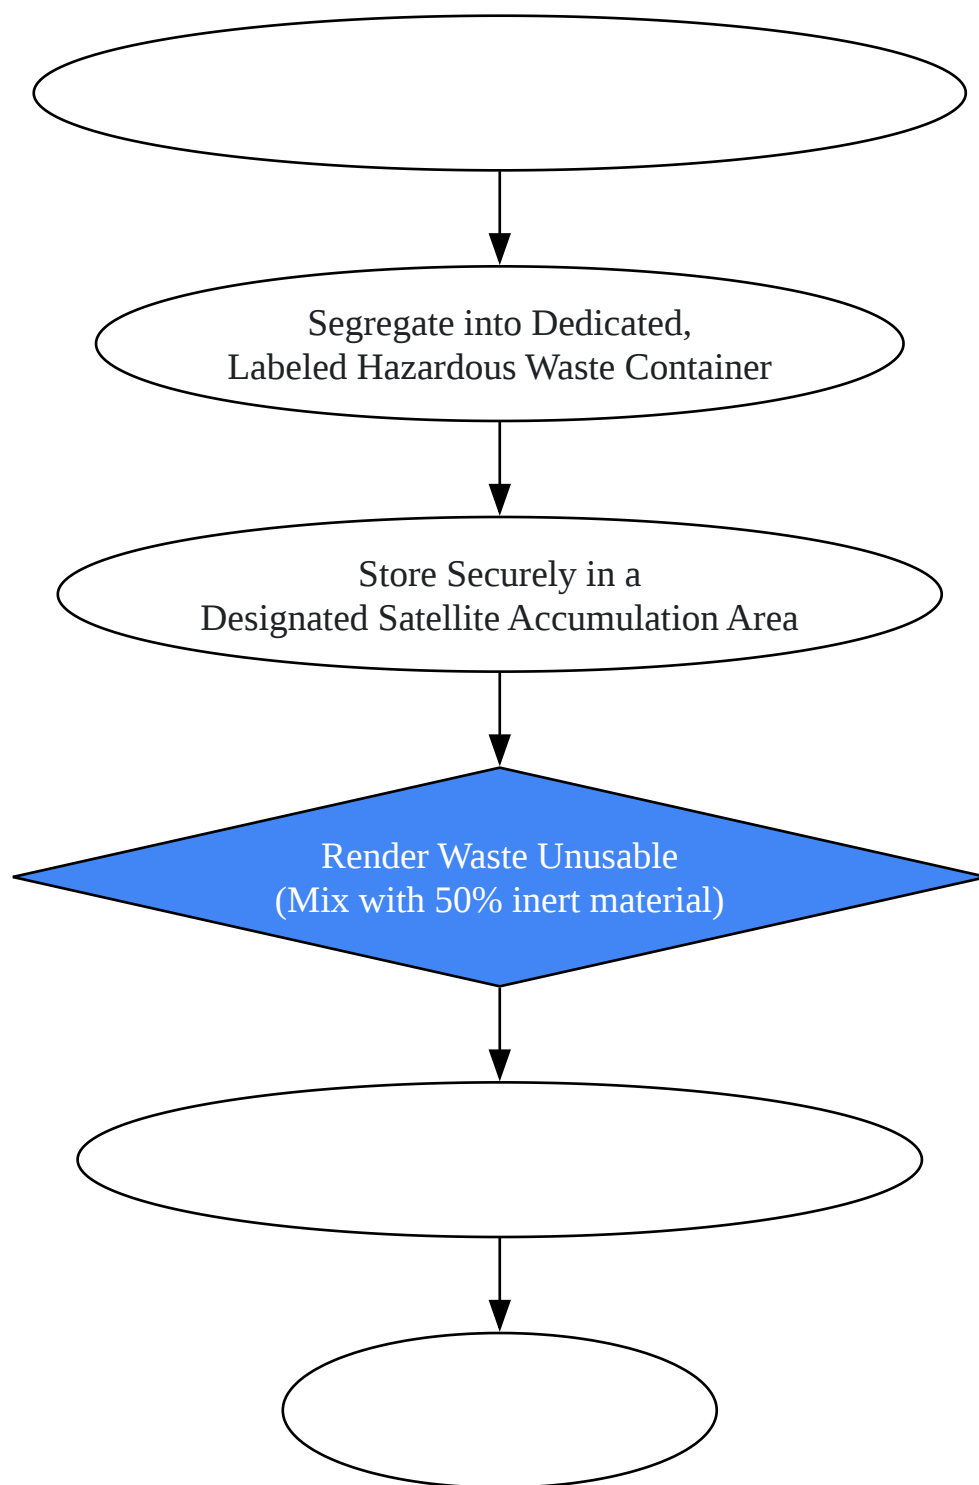 Segregate into Dedicated,
Labeled Hazardous Waste Container
Store Securely in a
Designated Satellite Accumulation Area
Render Waste Unusable
(Mix with 50% inert material)